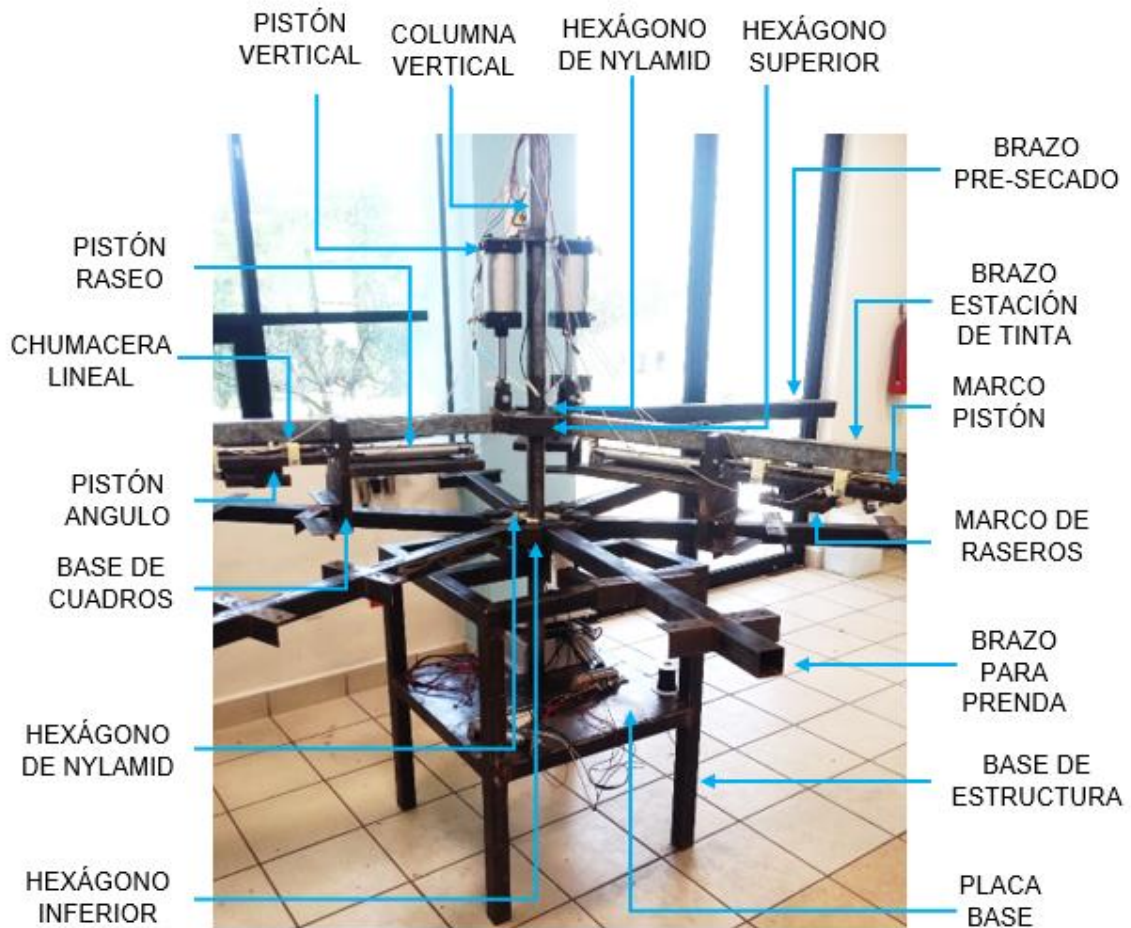 PISTÓN
VERTICAL
COLUMNA
VERTICAL
HEXÁGONO
DE NYLAMID
HEXÁGONO
SUPERIOR
BRAZO
PRE-SECADO
PISTÓN
RASEO
BRAZO
ESTACIÓN
DE TINTA
CHUMACERA
LINEAL
MARCO
PISTÓN
PISTÓN
ANGULO
MARCO DE
RASEROS
BASE DE
CUADROS
BRAZO
PARA
PRENDA
HEXÁGONO
DE NYLAMID
BASE DE
ESTRUCTURA
HEXÁGONO
INFERIOR
PLACA
BASE